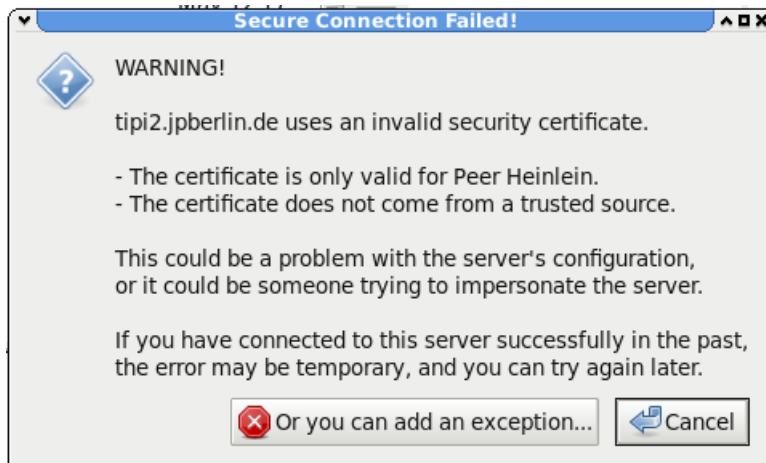 Secure Connection Failed!
WARNING!
tipi2.jpberlin.de uses an invalid security certificate.
- The certificate is only valid for Peer Heinlein.
- The certificate does not come from a trusted source.
This could be a problem with the server's configuration,
or it could be someone trying to impersonate the server.
If you have connected to this server successfully in the past,
the error may be temporary, and you can try again later.
Or you can add an exception...
Cancel